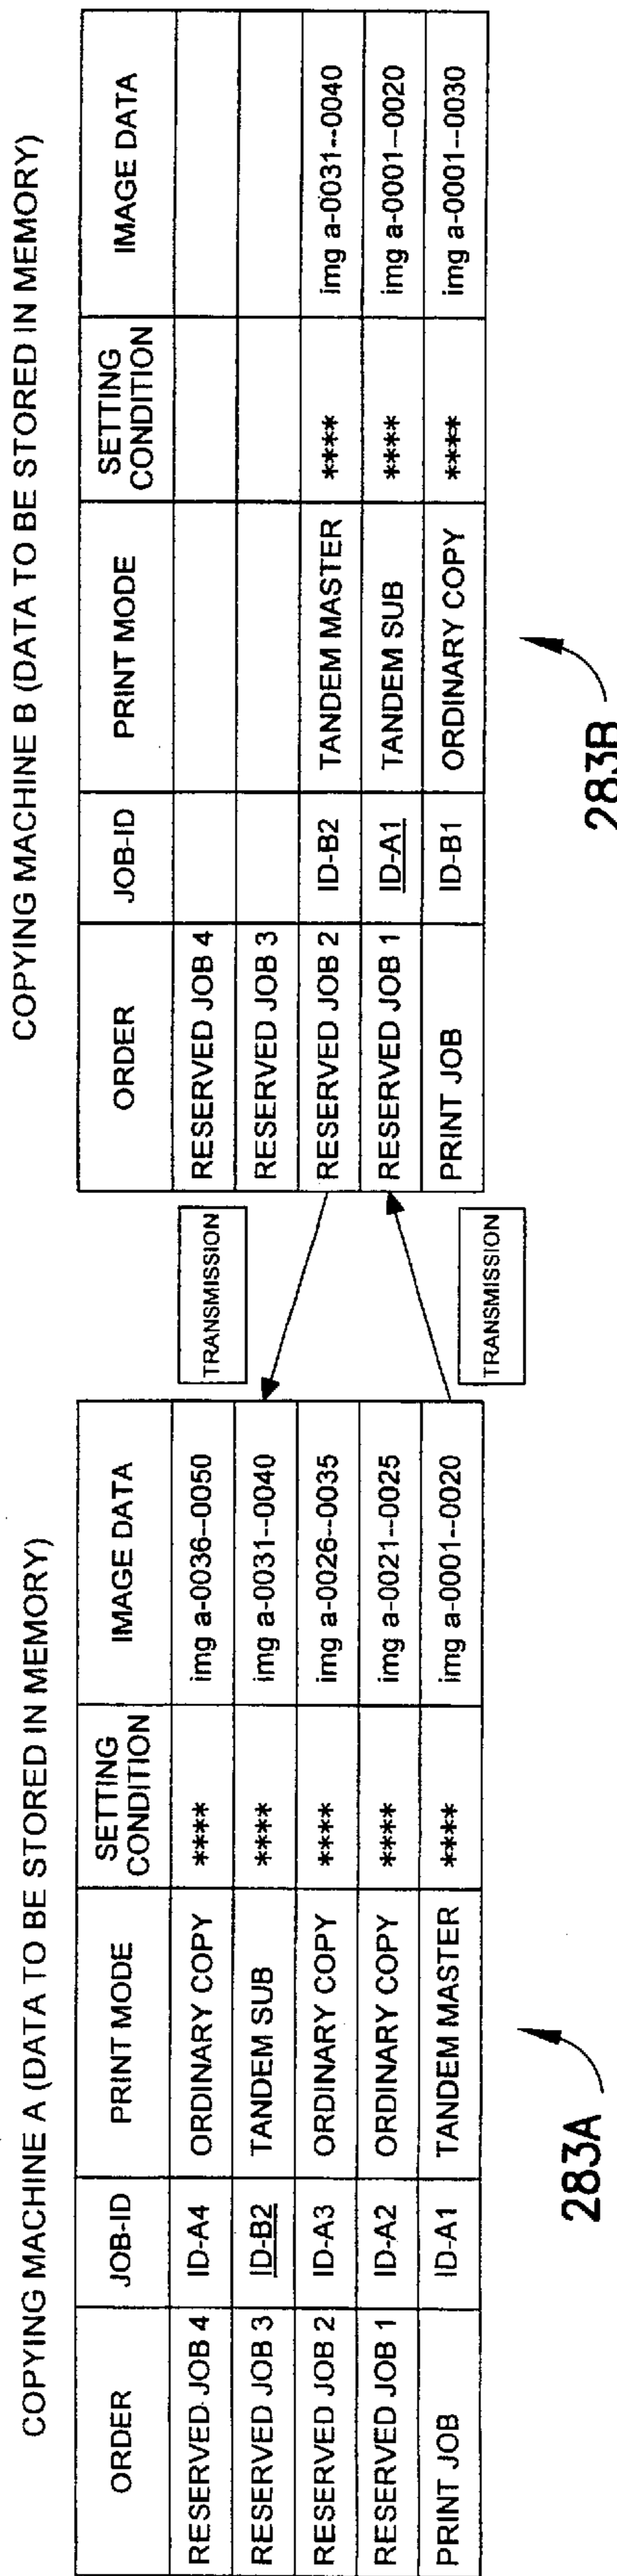 COPYING MACHINE A (DATA TO BE STORED IN MEMORY)
ORDER JOB-ID PRINT MODE SETTING CONDITION IMAGE DATA
RESERVED JOB 4 ID-A4 ORDINARY COPY **** img a-0036--0050
RESERVED JOB 3 ID-B2 TANDEM SUB **** img a-0031--0040
RESERVED JOB 2 ID-A3 ORDINARY COPY **** img a-0026--0035
RESERVED JOB 1 ID-A2 ORDINARY COPY **** img a-0021--0025
PRINT JOB ID-A1 TANDEM MASTER **** img a-0001--0020
283A
TRANSMISSION
TRANSMISSION
COPYING MACHINE B (DATA TO BE STORED IN MEMORY)
ORDER JOB-ID PRINT MODE SETTING CONDITION IMAGE DATA
RESERVED JOB 4
RESERVED JOB 3
RESERVED JOB 2 ID-B2 TANDEM MASTER **** img a-0031--0040
RESERVED JOB 1 ID-A1 TANDEM SUB **** img a-0001--0020
PRINT JOB ID-B1 ORDINARY COPY **** img a-0001--0030
283B